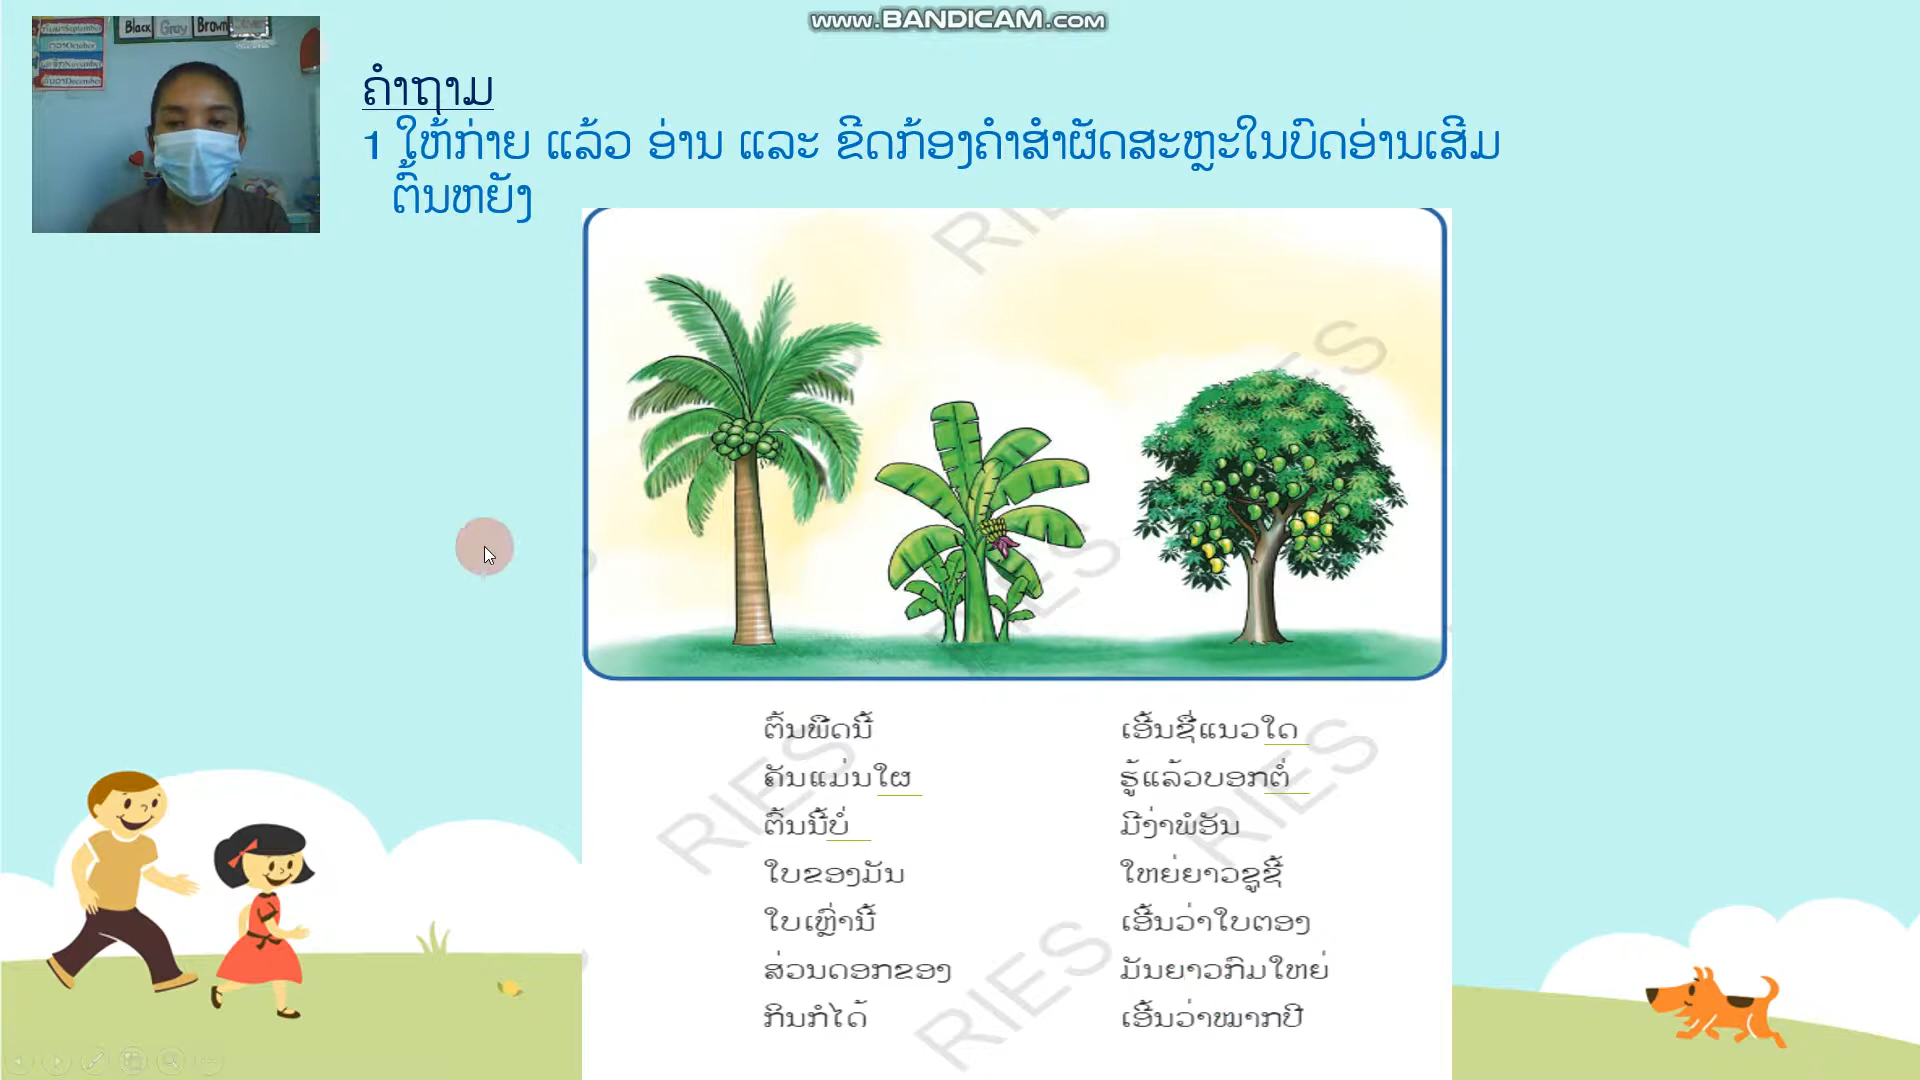 www.BANDICAM.com
Black Gray Brown
ຄຳຖາມ
1 ໃຫ້ກ່າຍ ແລ້ວ ອ່ານ ແລະ ຂີດກ້ອງຄຳສຳຜັດສະຫຼະໃນບົດອ່ານເສີມ
ຕົ້ນຫຍັງ
RIES
RIES
RIES
ຕົ້ນພືດນີ້ ເອີ້ນຊື່ແນວໃດ
ຄັນແມ່ນໃຜ ຮູ້ແລ້ວບອກຕໍ່
ຕົ້ນນີ້ບໍ່ ມີງ່າພໍອັນ
ໃບຂອງມັນ ໃຫຍ່ຍາວຊູຊີ້
ໃບເຫຼົ່ານີ້ ເອີ້ນວ່າໃບຕອງ
ສ່ວນດອກຂອງ ມັນຍາວກົມໃຫຍ່
ກິນກໍໄດ້ ເອີ້ນວ່າໝາກປີ
RIES
RIES
RIES